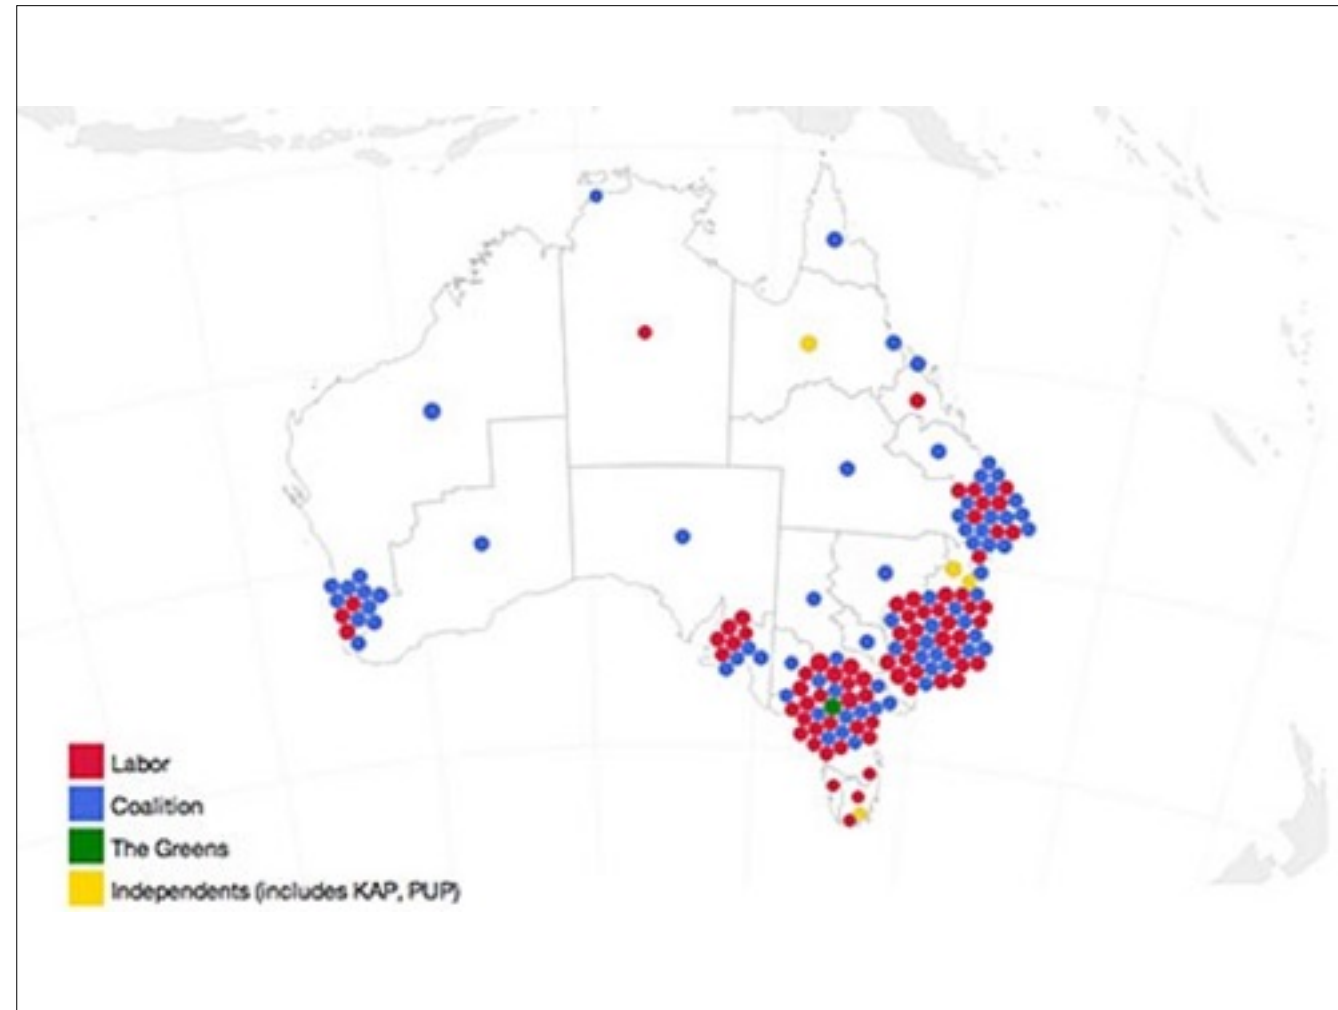 Labor
Coalition
The Greens
Independents (includes KAP, PUP)